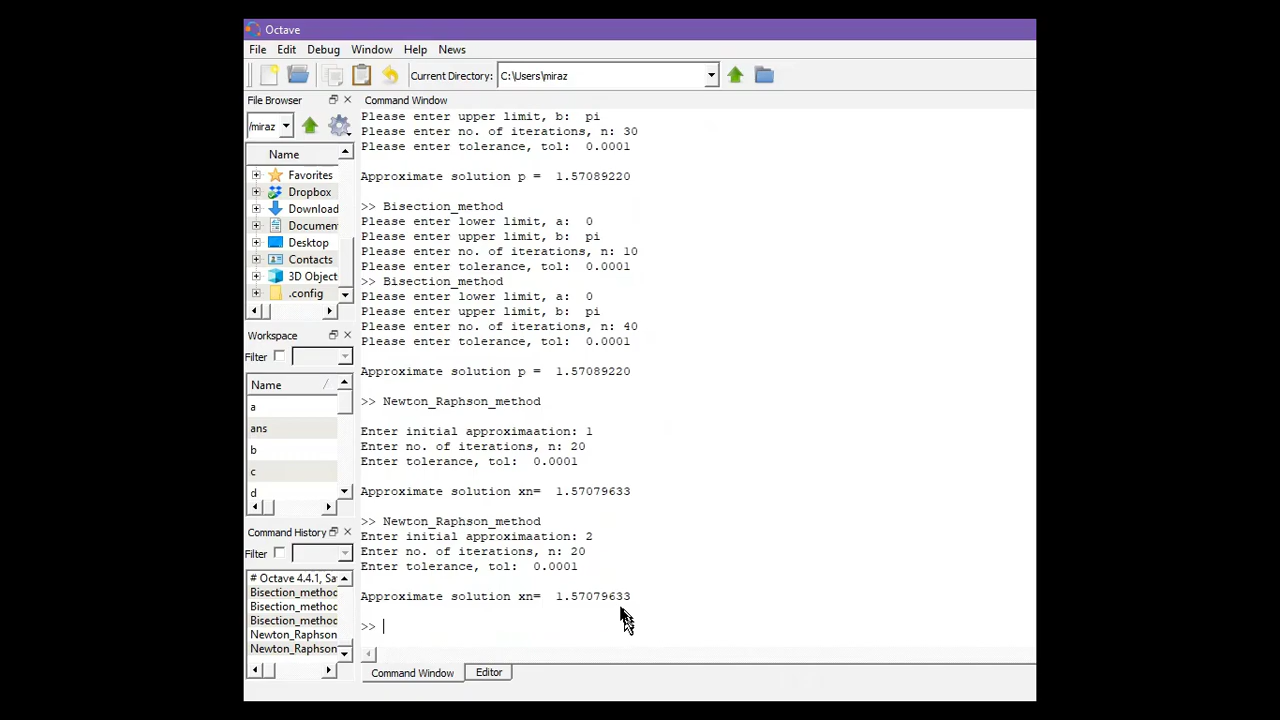 Octave
File Edit Debug Window Help News
Current Directory: C:\Users\miraz
File Browser
/miraz
Name
Favorites
Dropbox
Download
Documen
Desktop
Contacts
3D Object
.config
Workspace
Filter
Name /
a
ans
b
c
d
Command History
Filter
# Octave 4.4.1, Sa
Bisection_method
Bisection_method
Bisection_method
Newton_Raphson
Newton_Raphson
Command Window
Please enter upper limit, b: pi
Please enter no. of iterations, n: 30
Please enter tolerance, tol: 0.0001
Approximate solution p = 1.57089220
>> Bisection_method
Please enter lower limit, a: 0
Please enter upper limit, b: pi
Please enter no. of iterations, n: 10
Please enter tolerance, tol: 0.0001
>> Bisection_method
Please enter lower limit, a: 0
Please enter upper limit, b: pi
Please enter no. of iterations, n: 40
Please enter tolerance, tol: 0.0001
Approximate solution p = 1.57089220
>> Newton_Raphson_method
Enter initial approximaation: 1
Enter no. of iterations, n: 20
Enter tolerance, tol: 0.0001
Approximate solution xn= 1.57079633
>> Newton_Raphson_method
Enter initial approximaation: 2
Enter no. of iterations, n: 20
Enter tolerance, tol: 0.0001
Approximate solution xn= 1.57079633
>>
Command Window Editor